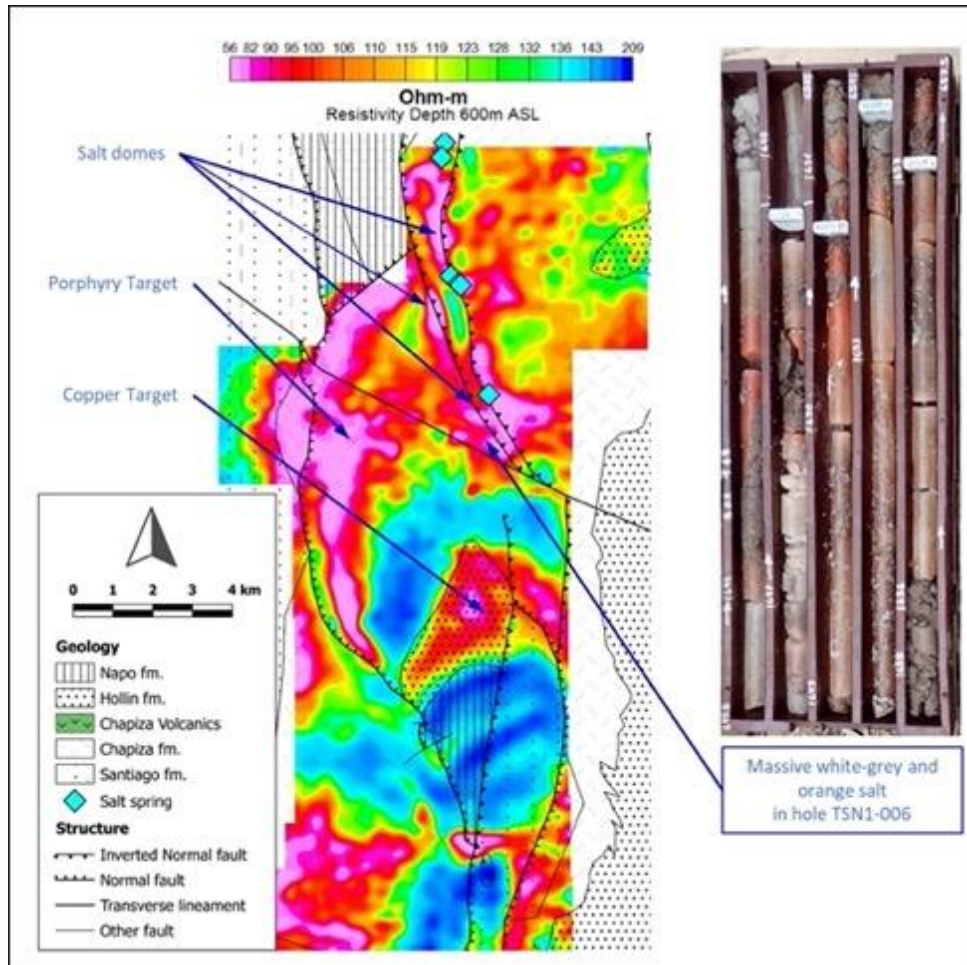 56 82 90 95 100 106 110 115 119 123 128 132 136 143 209
Ohm-m
Resistivity Depth 600m ASL
Salt domes
Porphyry Target
Copper Target
0 1 2 3 4 km
Geology
Napo fm.
Hollin fm.
Chapiza Volcanics
Chapiza fm.
Santiago fm.
Salt spring
Structure
Inverted Normal fault
Normal fault
Transverse lineament
Other fault
Massive white-grey and
orange salt
in hole TSN1-006